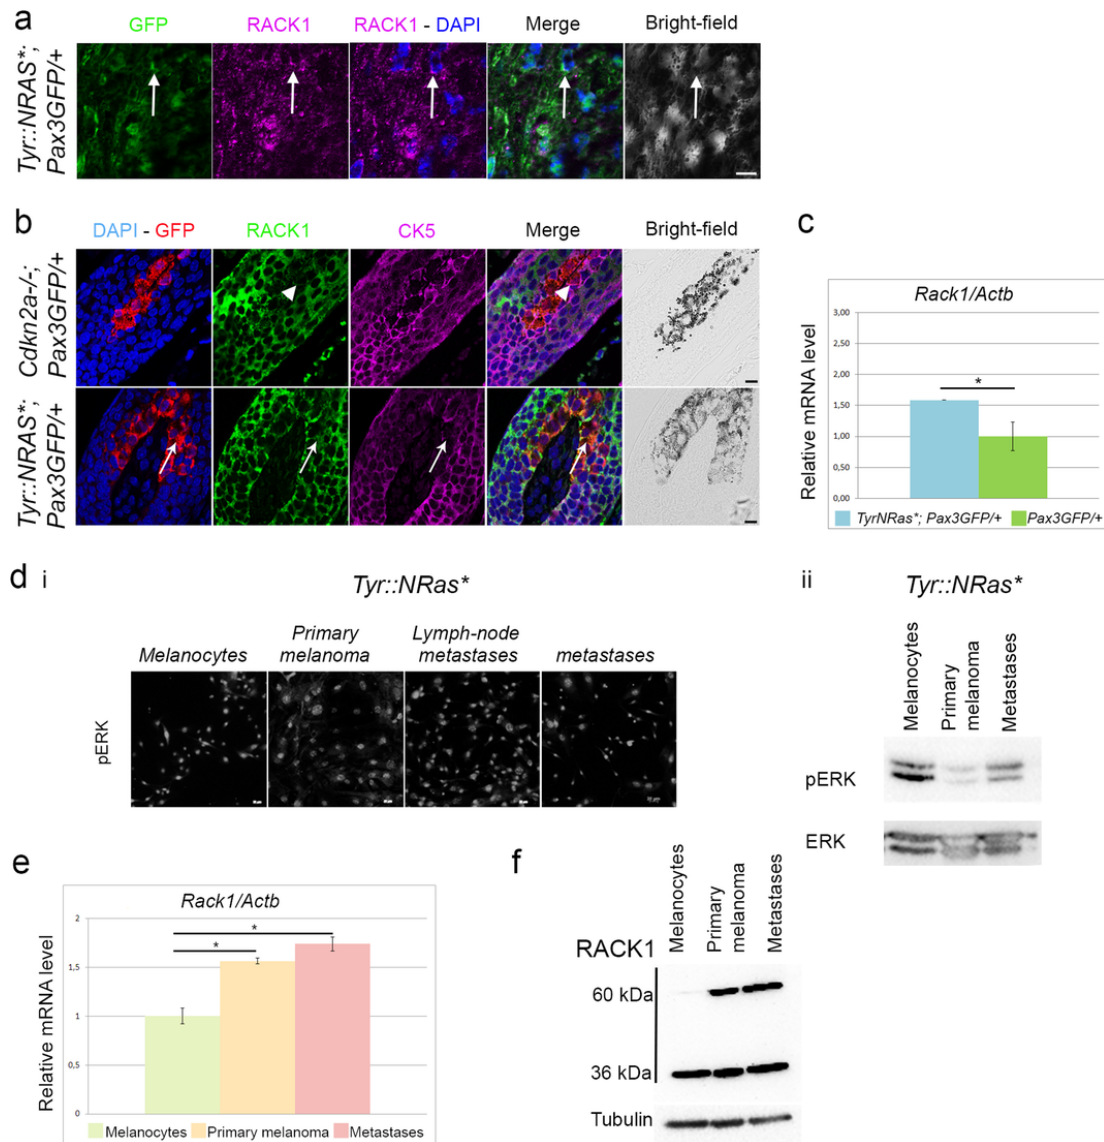 a
GFP RACK1 RACK1 - DAPI Merge Bright-field
Tyr::NRAS*;
Pax3GFP/+
b
DAPI - GFP RACK1 CK5 Merge Bright-field
Cdkn2a-/-;
Pax3GFP/+
Tyr::NRAS*;
Pax3GFP/+
c
Rack1/Actb
Relative mRNA level
3,00
2,50
2,00
1,50
1,00
0,50
0,00
*
TyrNRas*; Pax3GFP/+ Pax3GFP/+
d i
Tyr::NRas*
Melanocytes
Primary
melanoma
Lymph-node
metastases
metastases
pERK
ii
Tyr::NRas*
Melanocytes
Primary
melanoma
Metastases
pERK
ERK
e
Rack1/Actb
Relative mRNA level
2
1,5
1
0,5
0
*
*
Melanocytes Primary melanoma Metastases
f
Melanocytes
Primary
melanoma
Metastases
RACK1
60 kDa
36 kDa
Tubulin